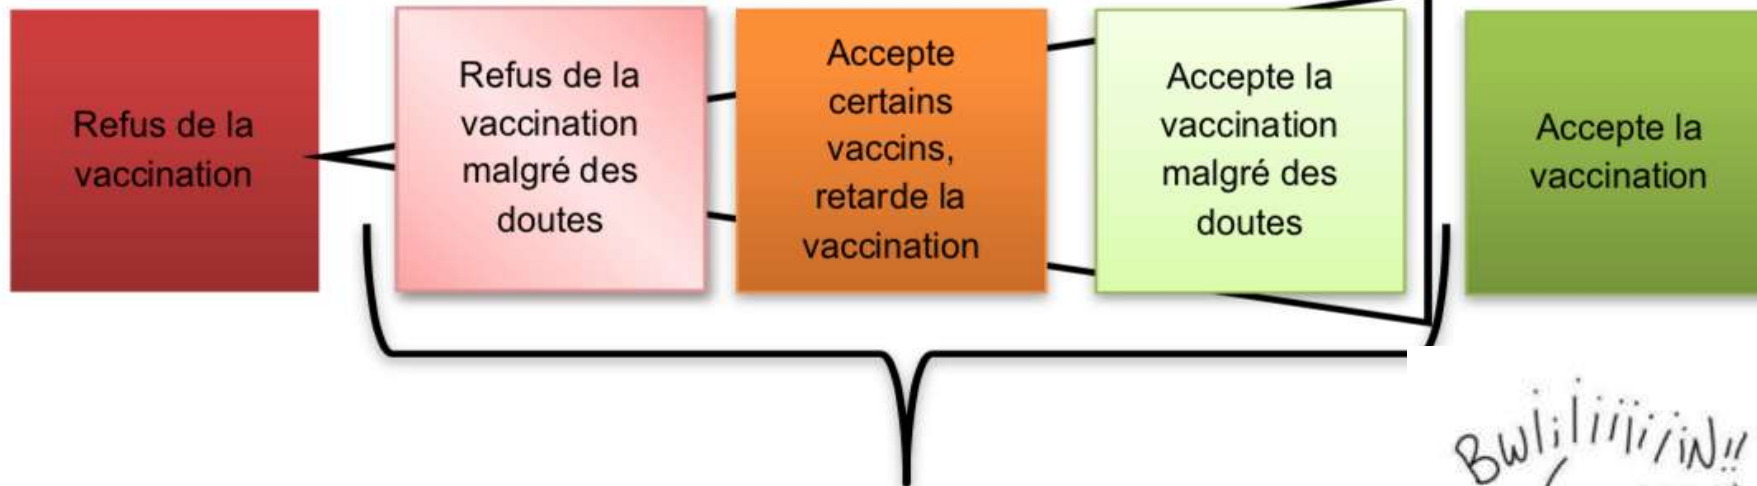 Refus de la
vaccination
Refus de la
vaccination
malgré des
doutes
Accepte
certains
vaccins,
retarde la
vaccination
Accepte la
vaccination
malgré des
doutes
Accepte la
vaccination